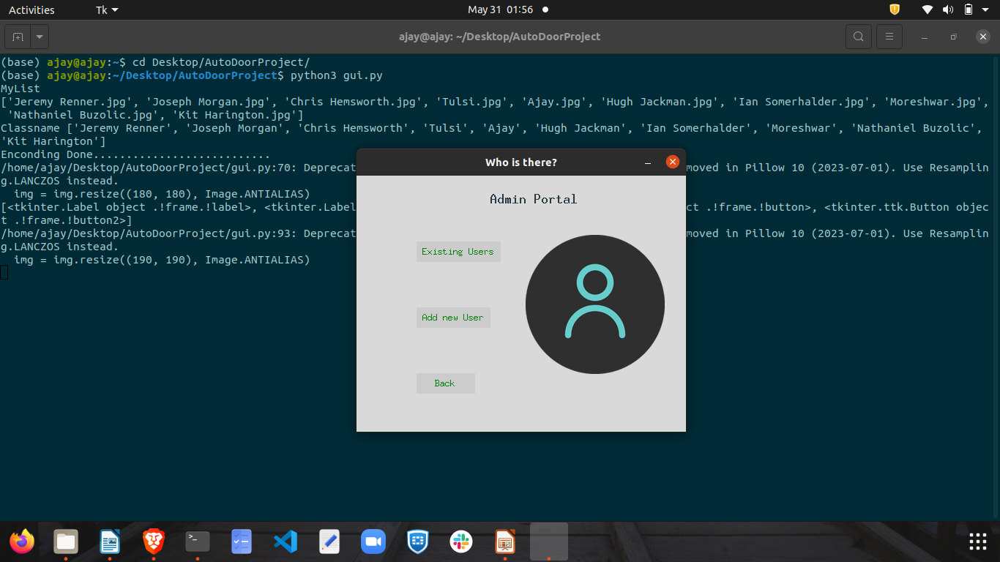 Activities
Tk
May 31 01:56
ajay@ajay: ~/Desktop/AutoDoorProject
(base) ajay@ajay:~$ cd Desktop/AutoDoorProject/
(base) ajay@ajay:~/Desktop/AutoDoorProject$ python3 gui.py
MyList
['Jeremy Renner.jpg', 'Joseph Morgan.jpg', 'Chris Hemsworth.jpg', 'Tulsi.jpg', 'Ajay.jpg', 'Hugh Jackman.jpg', 'Ian Somerhalder.jpg', 'Moreshwar.jpg',
'Nathaniel Buzolic.jpg', 'Kit Harington.jpg']
Classname ['Jeremy Renner', 'Joseph Morgan', 'Chris Hemsworth', 'Tulsi', 'Ajay', 'Hugh Jackman', 'Ian Somerhalder', 'Moreshwar', 'Nathaniel Buzolic',
'Kit Harington']
Enconding Done...........................
/home/ajay/Desktop/AutoDoorProject/gui.py:70: Deprecat moved in Pillow 10 (2023-07-01). Use Resamplin
g.LANCZOS instead.
img = img.resize((180, 180), Image.ANTIALIAS)
[<tkinter.Label object .!frame.!label>, <tkinter.Label ct .!frame.!button>, <tkinter.ttk.Button objec
t .!frame.!button2>]
/home/ajay/Desktop/AutoDoorProject/gui.py:93: Deprecat moved in Pillow 10 (2023-07-01). Use Resamplin
g.LANCZOS instead.
img = img.resize((190, 190), Image.ANTIALIAS)
Who is there?
Admin Portal
Existing Users
Add new User
Back